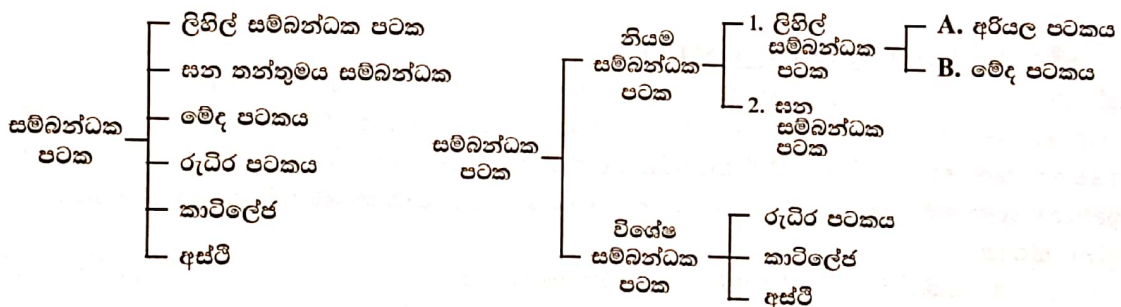 සම්බන්ධක
පටක
ලිහිල් සම්බන්ධක පටක
ඝන තන්තුමය සම්බන්ධක
මේද පටකය
රුධිර පටකය
කාටිලේජ
අස්ථි
සම්බන්ධක
පටක
නියම
සම්බන්ධක
පටක
1. ලිහිල්
සම්බන්ධක
පටක
A. අරියල පටකය
B. මේද පටකය
2. ඝන
සම්බන්ධක
පටක
විශේෂ
සම්බන්ධක
පටක
රුධිර පටකය
කාටිලේජ
අස්ථි